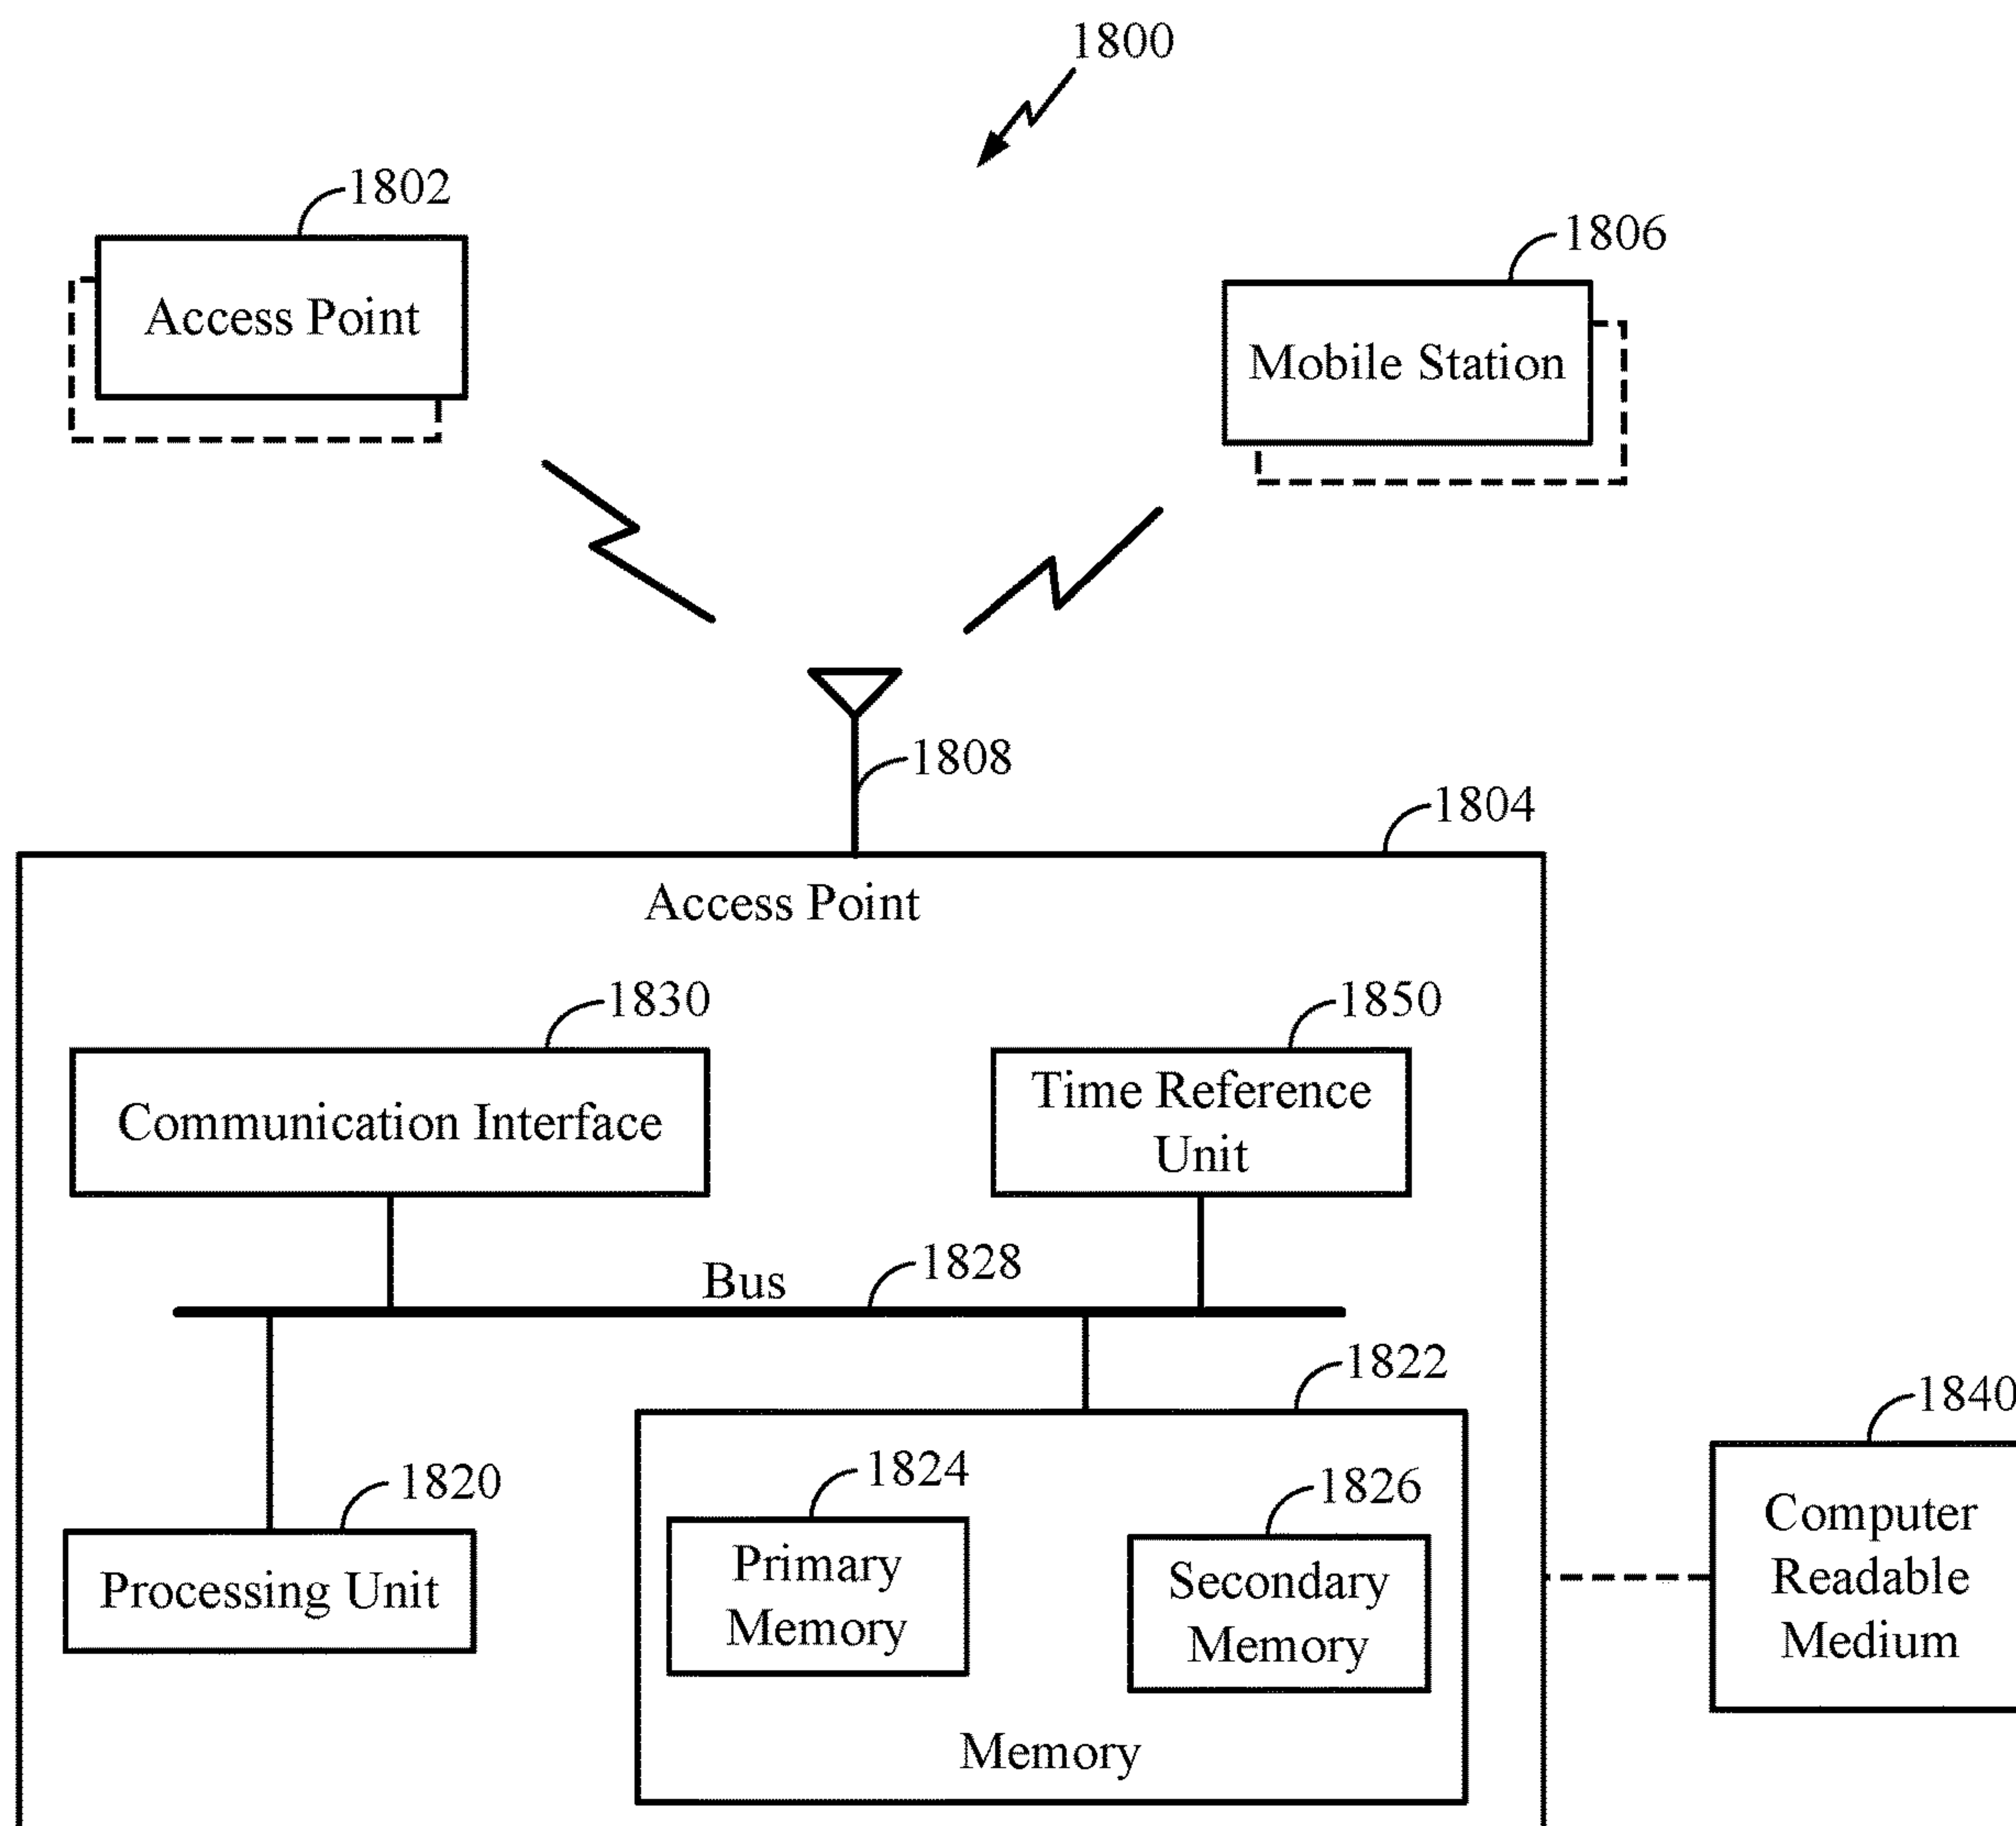 1800
1802
1806
Access Point
Mobile Station
1808
1804
Access Point
1830
1850
Communication Interface
Time Reference
Unit
Bus
1828
1822
1840
1820
1824
1826
Processing Unit
Primary
Memory
Secondary
Memory
Computer
Readable
Medium
Memory